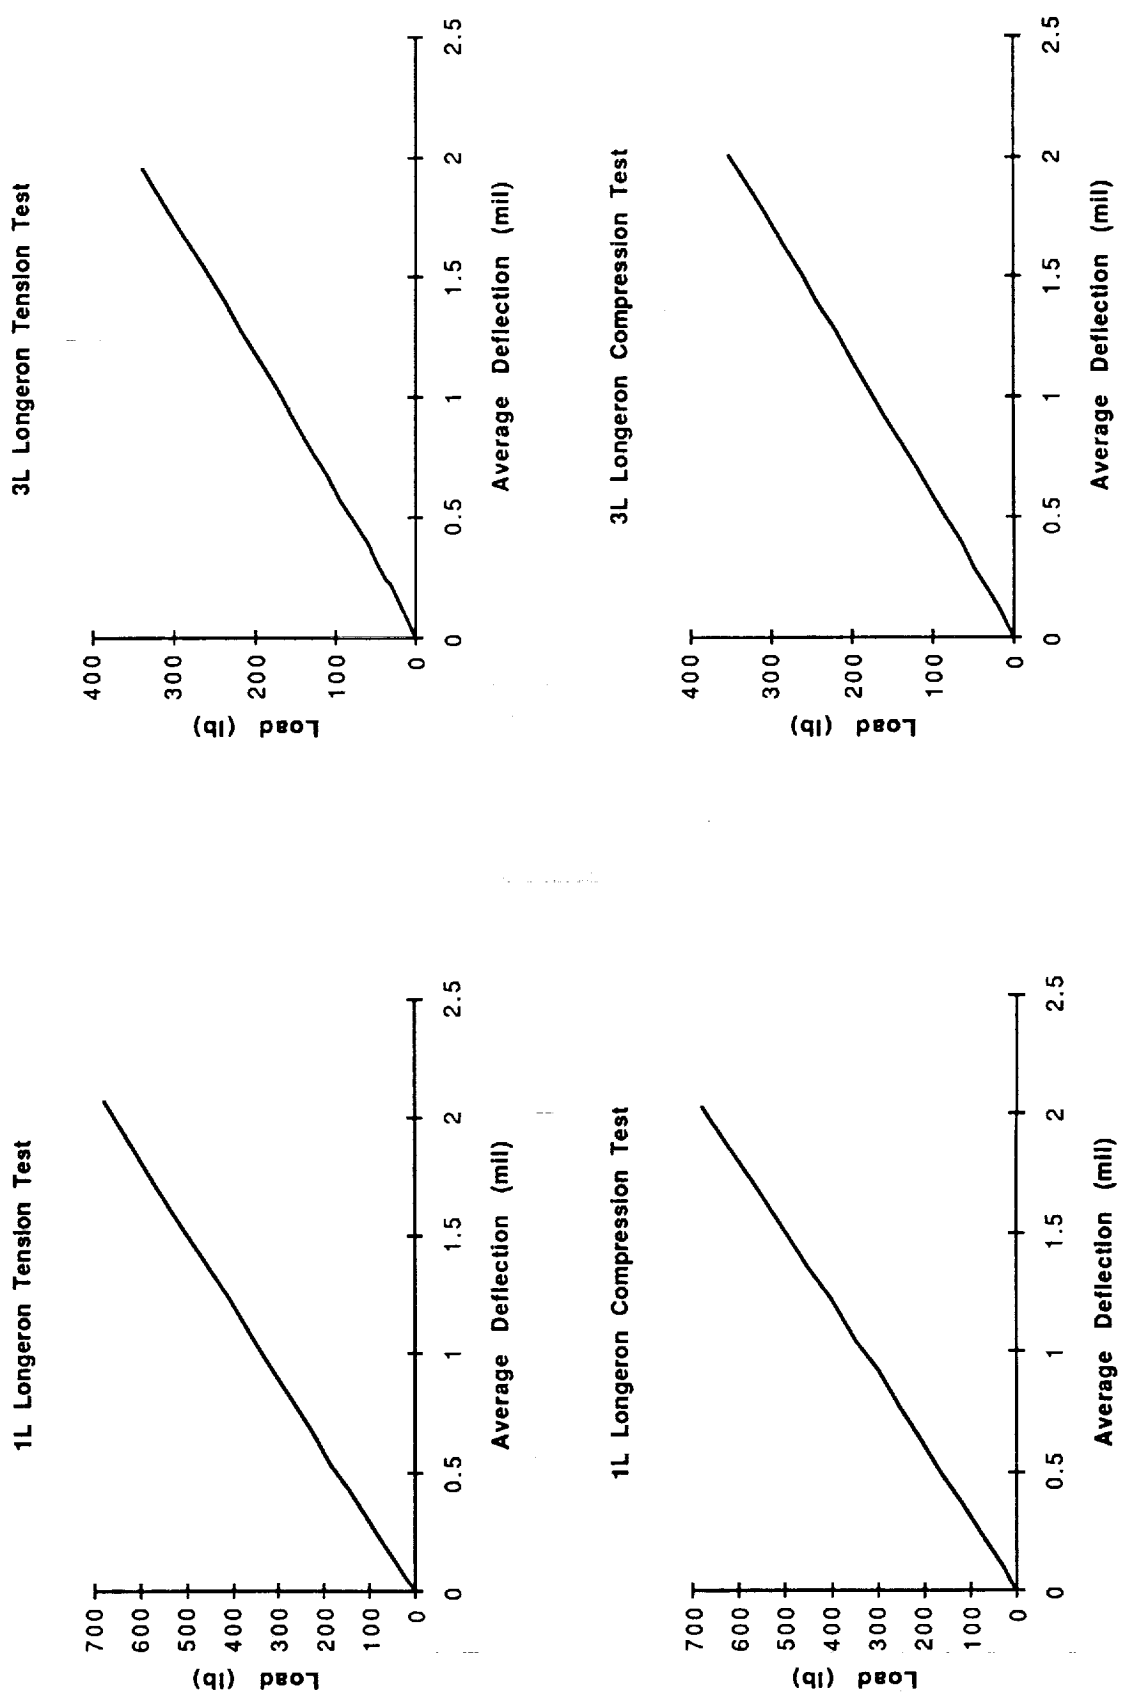 1L Longeron Tension Test
Load (lb)
700
600
500
400
300
200
100
0
0 0.5 1 1.5 2 2.5
Average Deflection (mil)
3L Longeron Tension Test
Load (lb)
400
300
200
100
0
0 0.5 1 1.5 2 2.5
Average Deflection (mil)
1L Longeron Compression Test
Load (lb)
700
600
500
400
300
200
100
0
0 0.5 1 1.5 2 2.5
Average Deflection (mil)
3L Longeron Compression Test
Load (lb)
400
300
200
100
0
0 0.5 1 1.5 2 2.5
Average Deflection (mil)